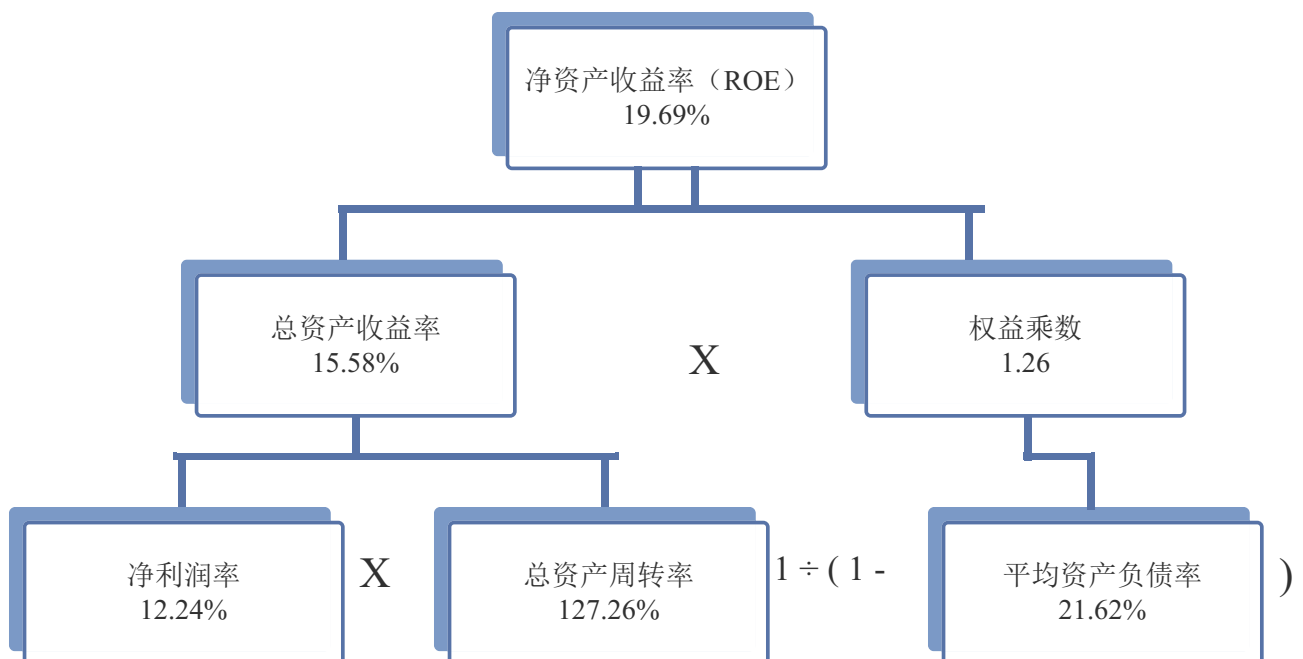 净资产收益率（ROE）
19.69%
总资产收益率
15.58%
X
权益乘数
1.26
净利润率
12.24%
X
总资产周转率
127.26%
1 ÷ ( 1 -
平均资产负债率
21.62%
)